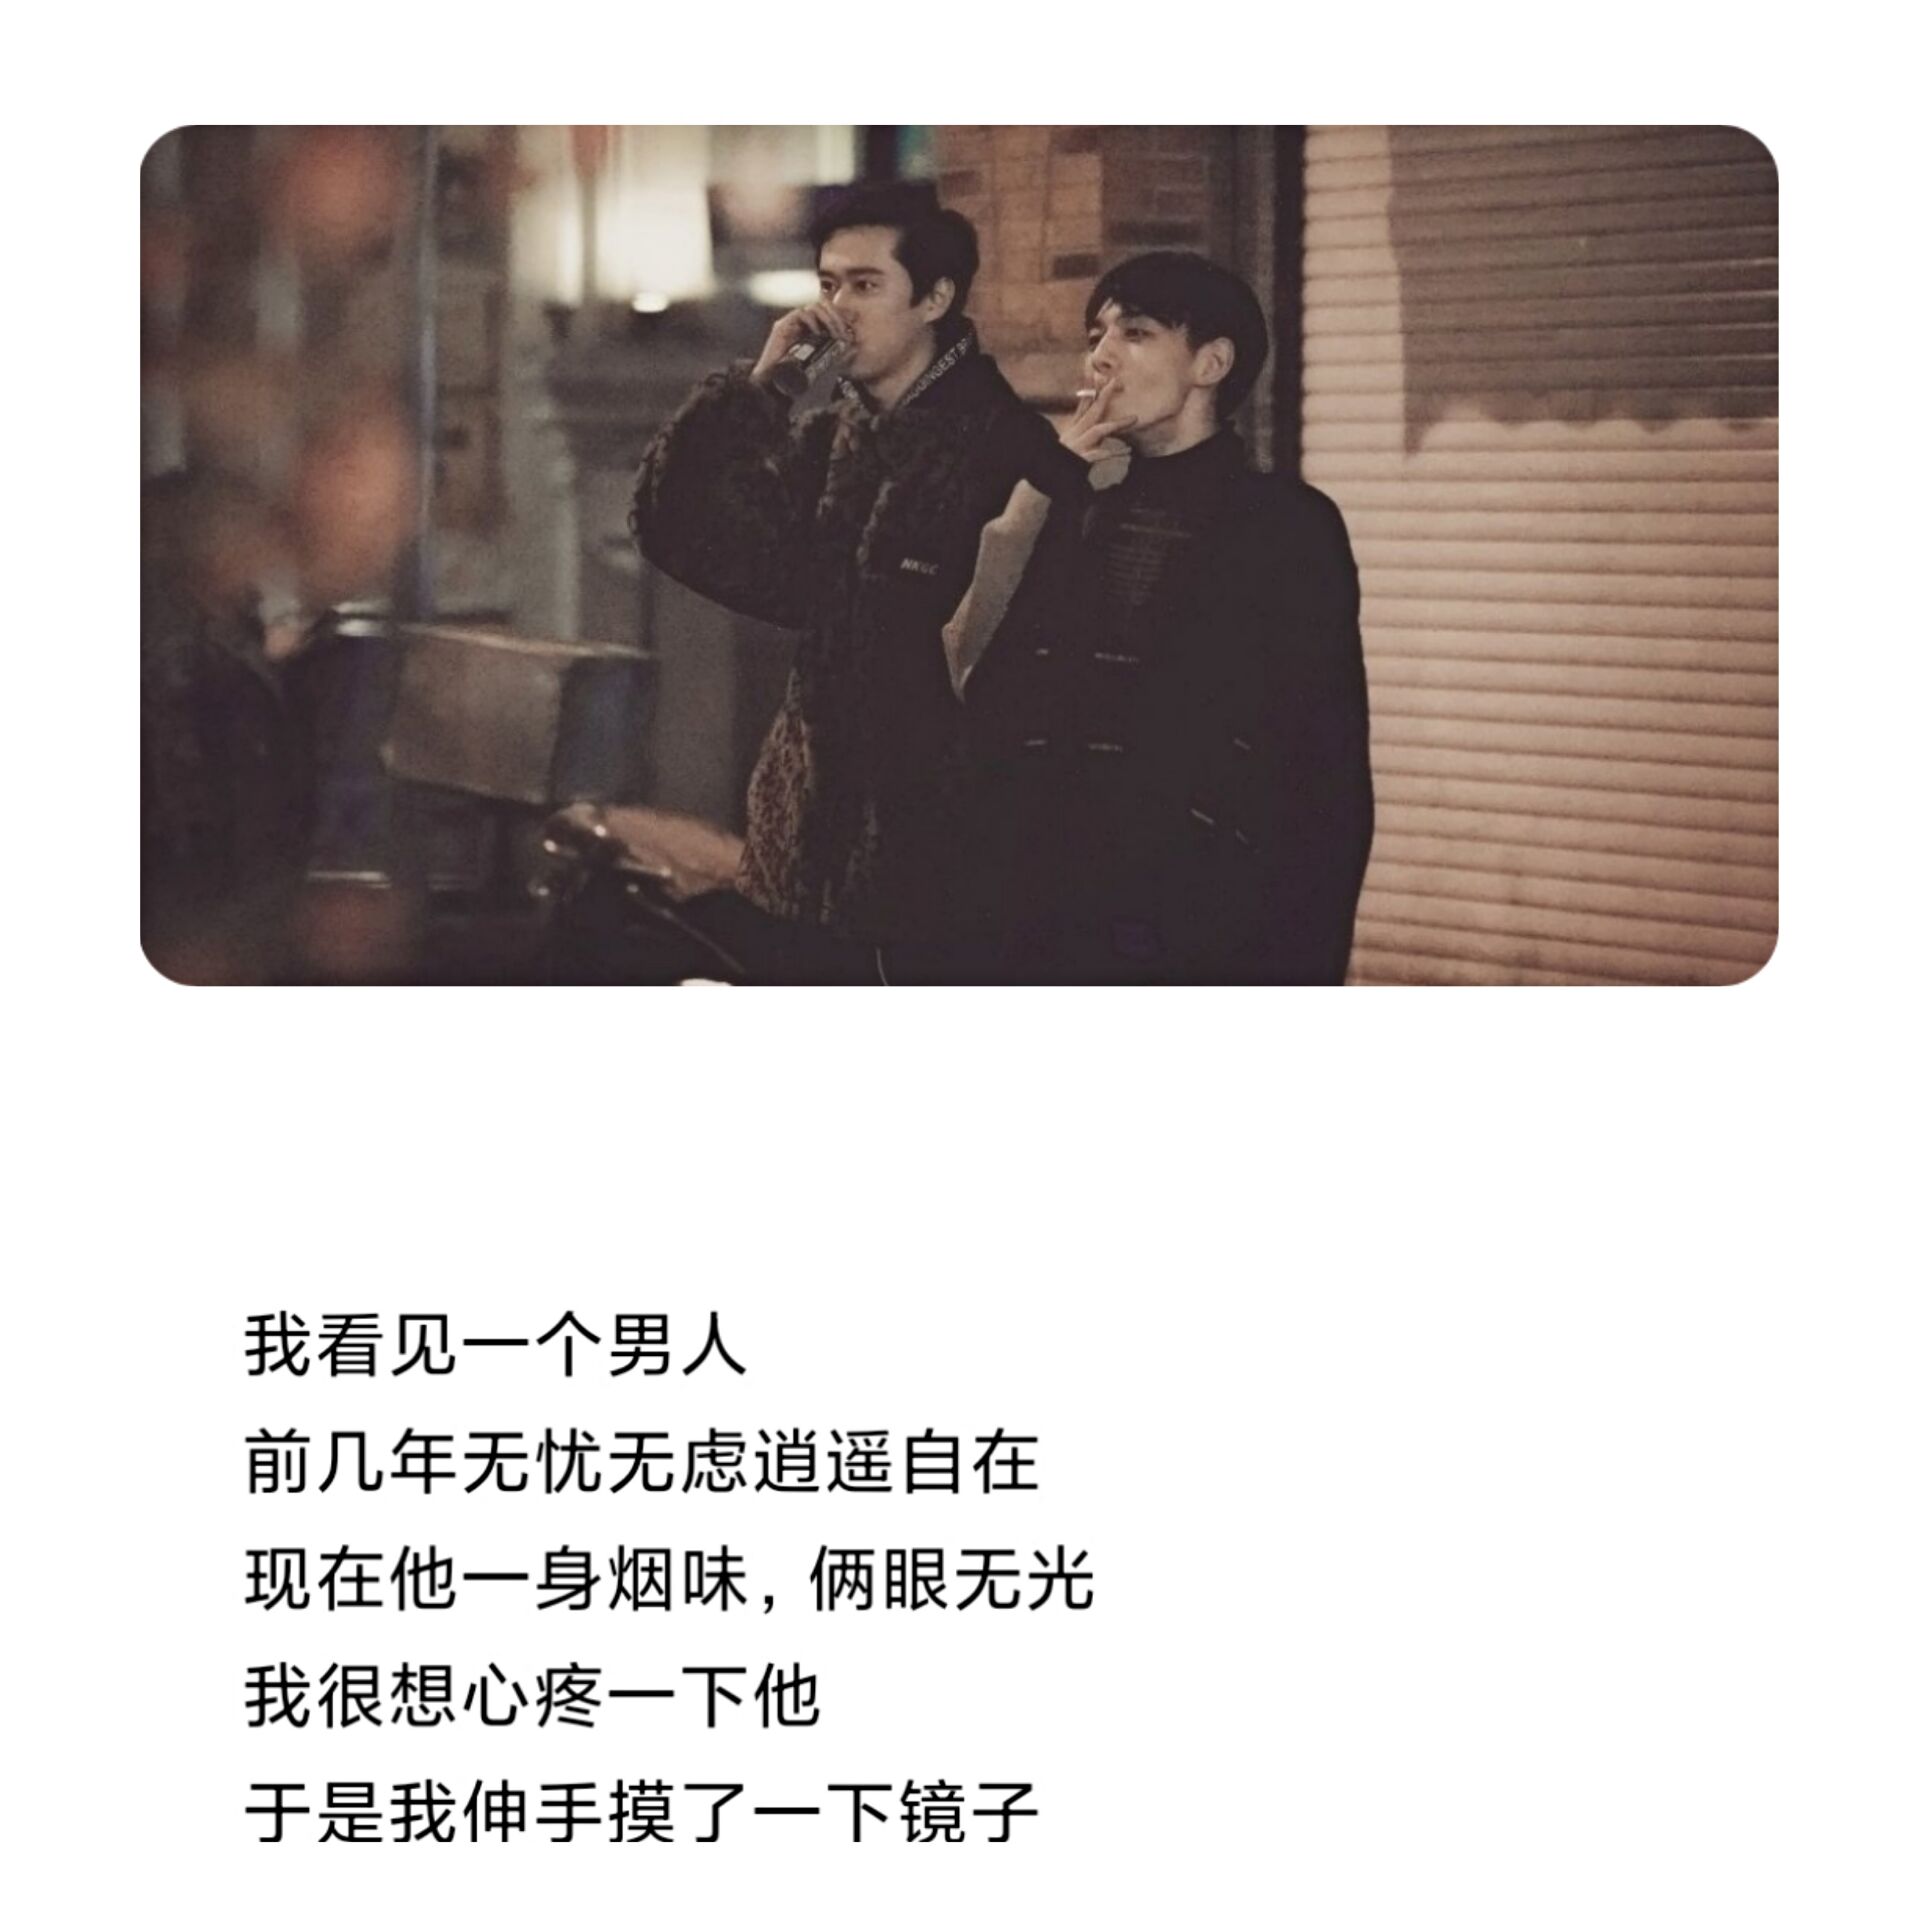 OUNGEST
NKGC
我看见一个男人
前几年无忧无虑逍遥自在
现在他一身烟味，俩眼无光
我很想心疼一下他
于是我伸手摸了一下镜子